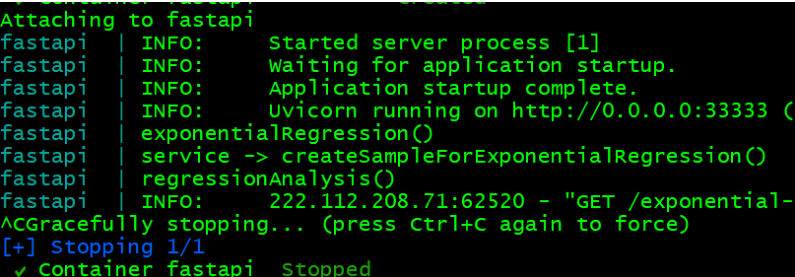 ✓ Container fastapi Created
Attaching to fastapi
fastapi | INFO: Started server process [1]
fastapi | INFO: Waiting for application startup.
fastapi | INFO: Application startup complete.
fastapi | INFO: Uvicorn running on http://0.0.0.0:33333 (
fastapi | exponentialRegression()
fastapi | service -> createSampleForExponentialRegression()
fastapi | regressionAnalysis()
fastapi | INFO: 222.112.208.71:62520 - "GET /exponential-
^CGracefully stopping... (press Ctrl+C again to force)
[+] Stopping 1/1
✓ Container fastapi Stopped